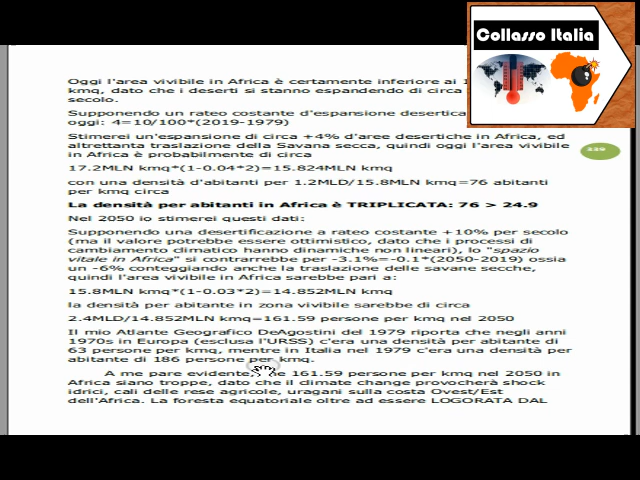 Collasso Italia
Oggi l'area vivibile in Africa è certamente inferiore ai
kmq, dato che i deserti si stanno espandendo di circa
secolo.
Supponendo un rateo costante d'espansione
oggi: 4=10/100*(2019-1979)
Stimerei un'espansione di circa +4% d'aree desertiche in Africa, ed
altrettanta traslazione della Savana secca, quindi oggi l'area vivibile
in Africa è probabilmente di circa
17.2MLN kmq*(1-0.04*2)=15.824MLN kmq
con una densità d'abitanti per 1.2MLD/15.8MLN kmq=76 abitanti
per kmq circa
La densità per abitanti in Africa è TRIPLICATA: 76 > 24.9
Nel 2050 io stimerei questi dati:
Supponendo una desertificazione a rateo costante +10% per secolo
(ma il valore potrebbe essere ottimistico, dato che i processi di
cambiamento climatico hanno dinamiche non lineari), lo "spazio
vitale in Africa" si contrarrebbe per -3.1%=-0.1*(2050-2019) ossia
un -6% conteggiando anche la traslazione delle savane secche,
quindi l'area vivibile in Africa sarebbe pari a:
15.8MLN kmq*(1-0.03*2)=14.852MLN kmq
la densità per abitante in zona vivibile sarebbe di circa
2.4MLD/14.852MLN kmq=161.59 persone per kmq nel 2050
Il mio Atlante Geografico DeAgostini del 1979 riporta che negli anni
1970s in Europa (esclusa l'URSS) c'era una densità per abitante di
63 persone per kmq, mentre in Italia nel 1979 c'era una densità per
abitante di 186 persone per kmq.
A me pare evidente, 161.59 persone per kmq nel 2050 in
Africa siano troppe, dato che il climate change provocherà shock
idrici, cali delle rese agricole, uragani sulla costa Ovest/Est
dell'Africa. La foresta equatoriale oltre ad essere LOGORATA DAL
339